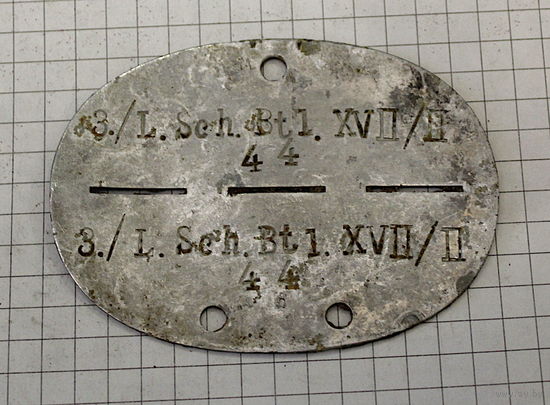 3./L. Sch. Btl. XVII/II
44
3./L. Sch. Btl. XVII/II
44